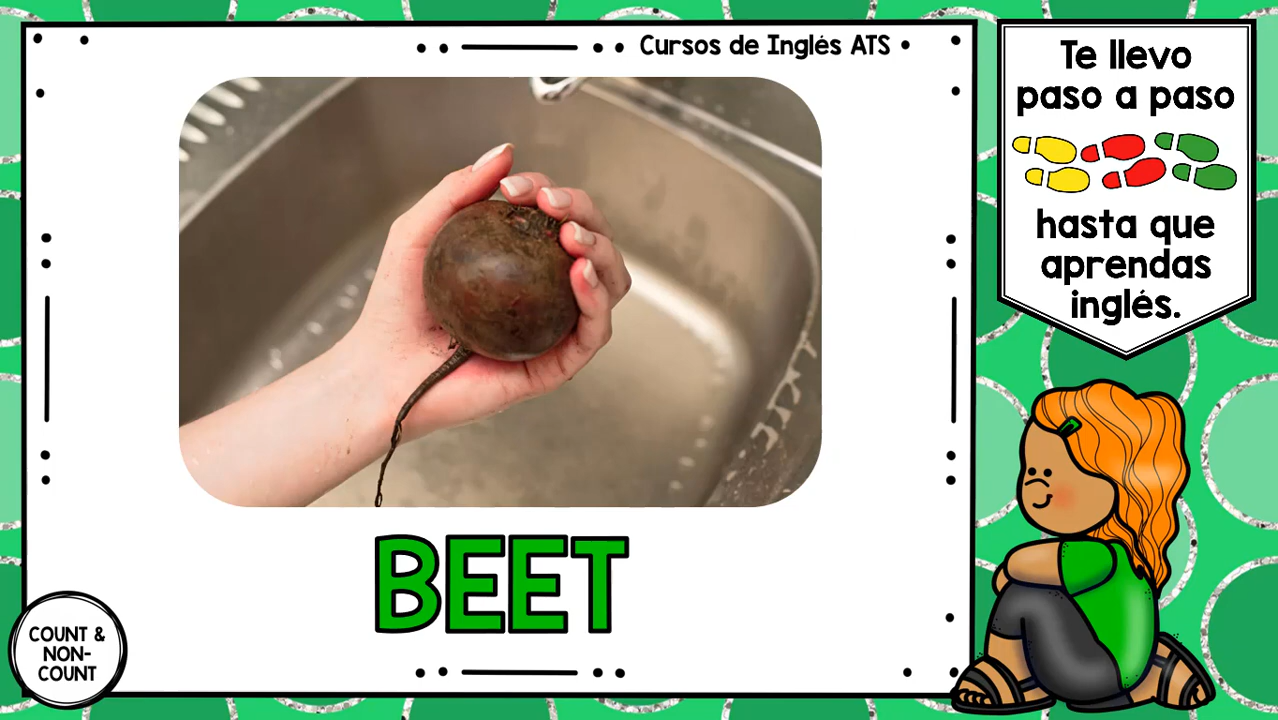 Cursos de Inglés ATS
Te llevo
paso a paso
hasta que
aprendas
inglés.
BEET
COUNT &
NON-
COUNT